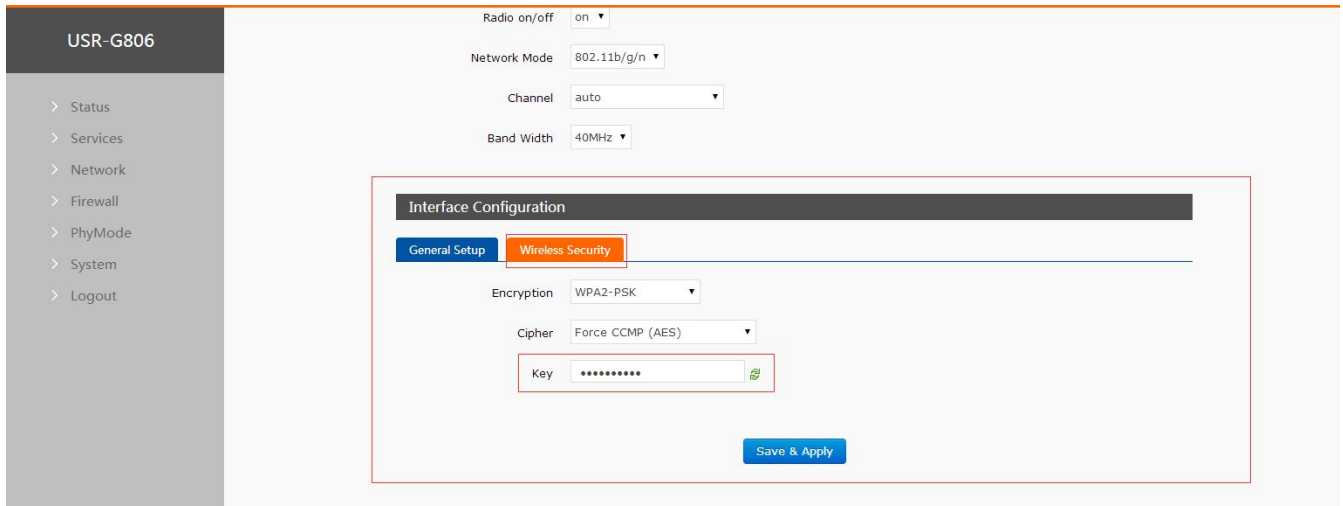 USR-G806
Status
Services
Network
Firewall
PhyMode
System
Logout
Radio on/off on
Network Mode 802.11b/g/n
Channel auto
Band Width 40MHz
Interface Configuration
General Setup Wireless Security
Encryption WPA2-PSK
Cipher Force CCMP (AES)
Key ••••••••••
Save & Apply